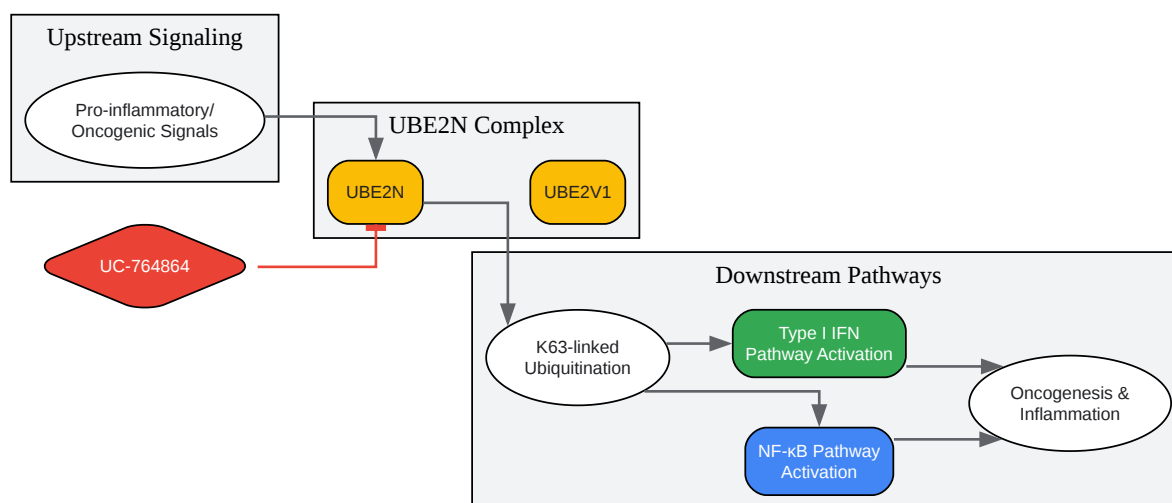 Upstream Signaling
Pro-inflammatory/
Oncogenic Signals
UBE2N Complex
UBE2N
UBE2V1
UC-764864
Downstream Pathways
K63-linked
Ubiquitination
Type I IFN
Pathway Activation
NF-κB Pathway
Activation
Oncogenesis &
Inflammation